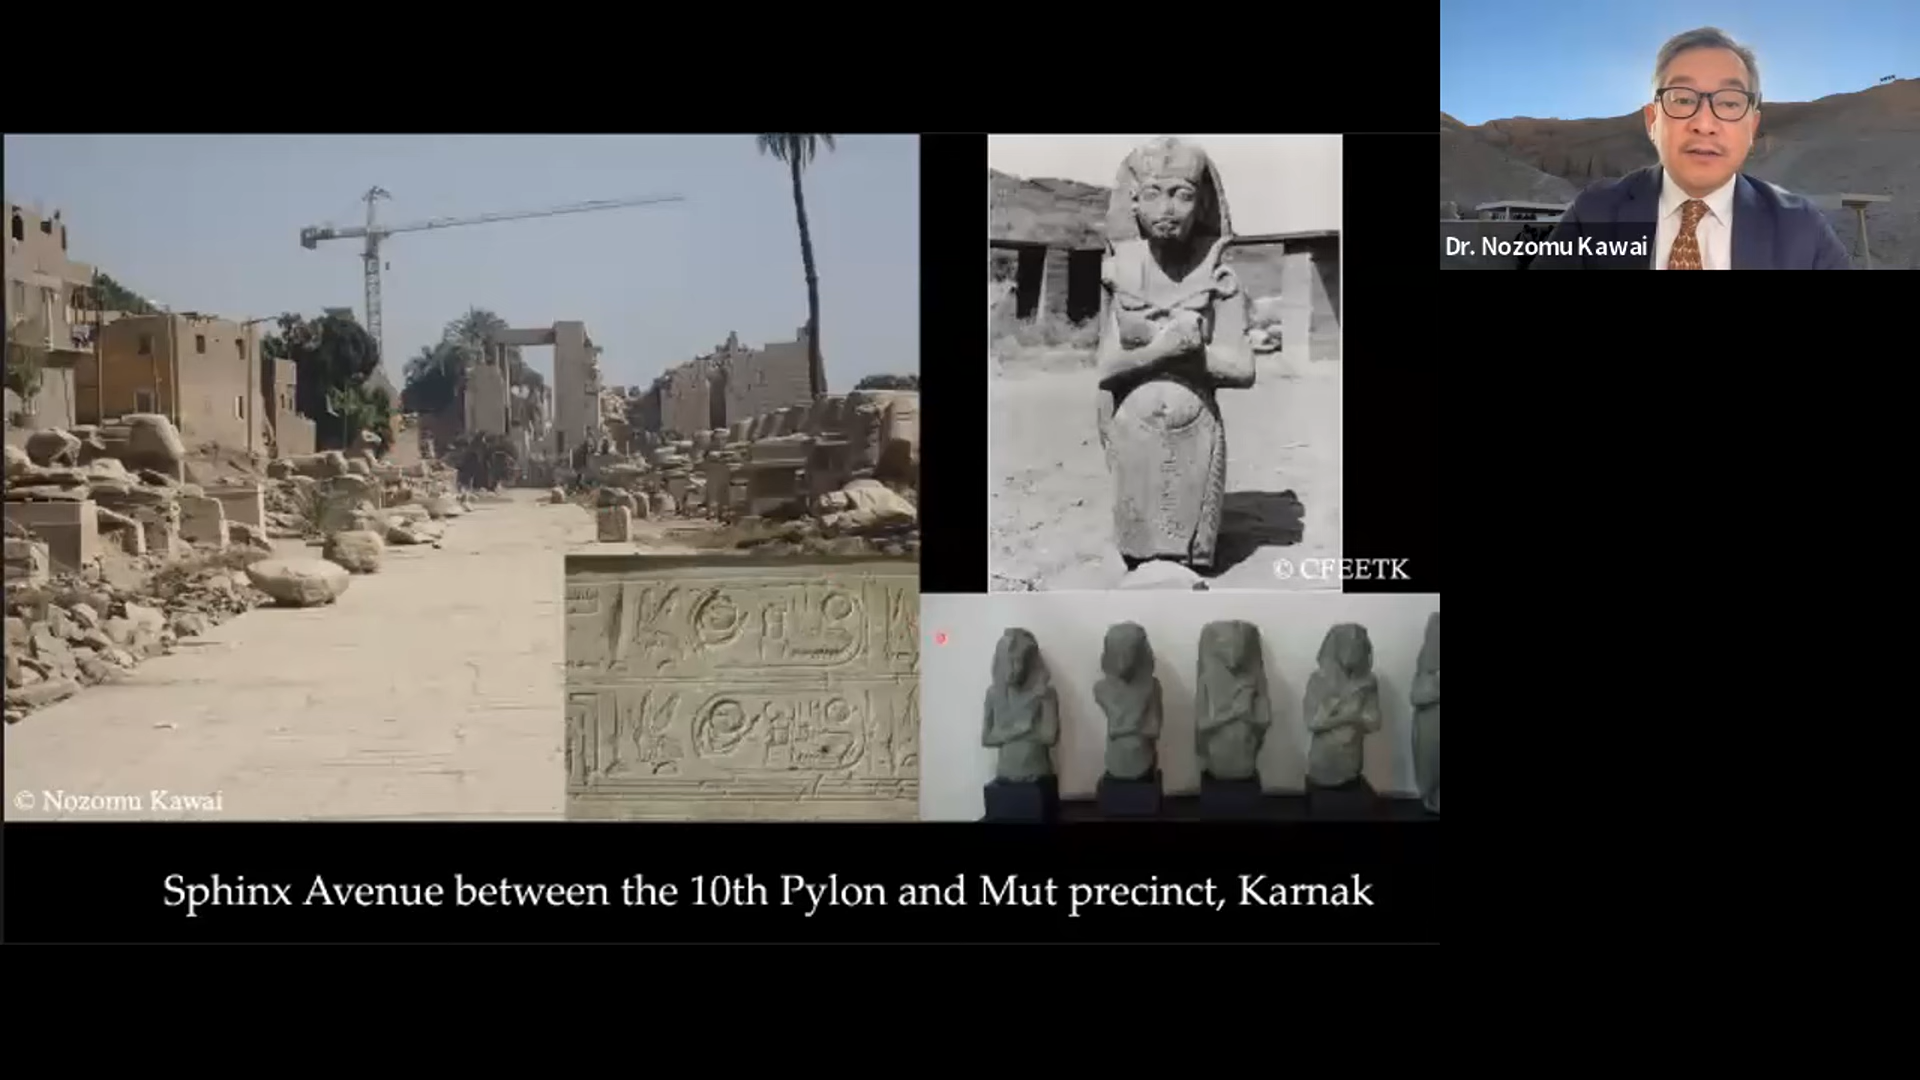 Dr. Nozomu Kawai
© CFEETK
© Nozomu Kawai
Sphinx Avenue between the 10th Pylon and Mut precinct, Karnak